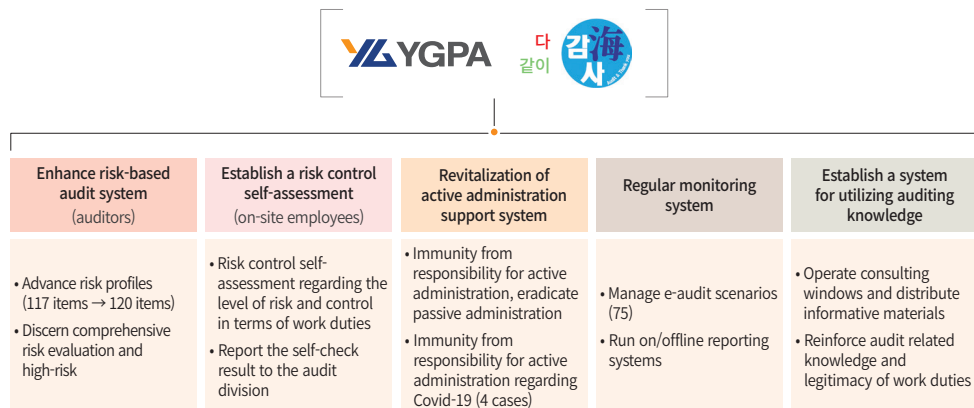 YGPA
다
같이
감海
사
Enhance risk-based
audit system
(auditors)
• Advance risk profiles
(117 items → 120 items)
• Discern comprehensive
risk evaluation and
high-risk
Establish a risk control
self-assessment
(on-site employees)
• Risk control self-
assessment regarding the
level of risk and control
in terms of work duties
• Report the self-check
result to the audit
division
Revitalization of
active administration
support system
• Immunity from
responsibility for active
administration, eradicate
passive administration
• Immunity from
responsibility for active
administration regarding
Covid-19 (4 cases)
Regular monitoring
system
• Manage e-audit scenarios
(75)
• Run on/offline reporting
systems
Establish a system
for utilizing auditing
knowledge
• Operate consulting
windows and distribute
informative materials
• Reinforce audit related
knowledge and
legitimacy of work duties